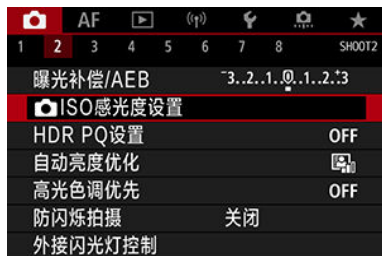 AF
1 2 3 4 5 6 7 8 SHOOT2
曝光补偿/AEB -3..2..1..0..1..2.+3
ISO感光度设置
HDR PQ设置 OFF
自动亮度优化
高光色调优先 OFF
防闪烁拍摄 关闭
外接闪光灯控制